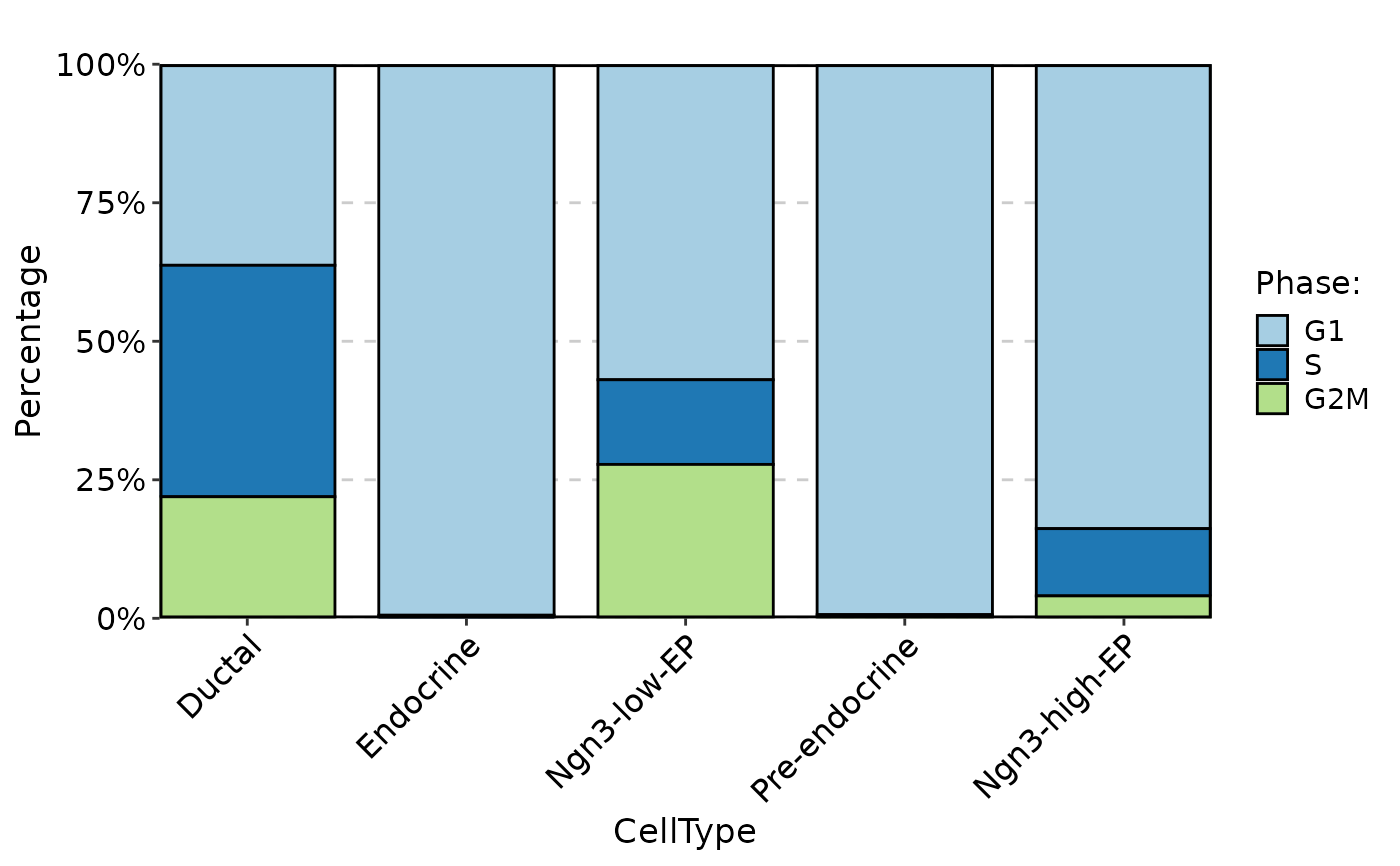 100%
75%
50%
25%
0%
Percentage
Ductal
Endocrine
Ngn3-low-EP
Pre-endocrine
Ngn3-high-EP
CellType
Phase:
G1
S
G2M